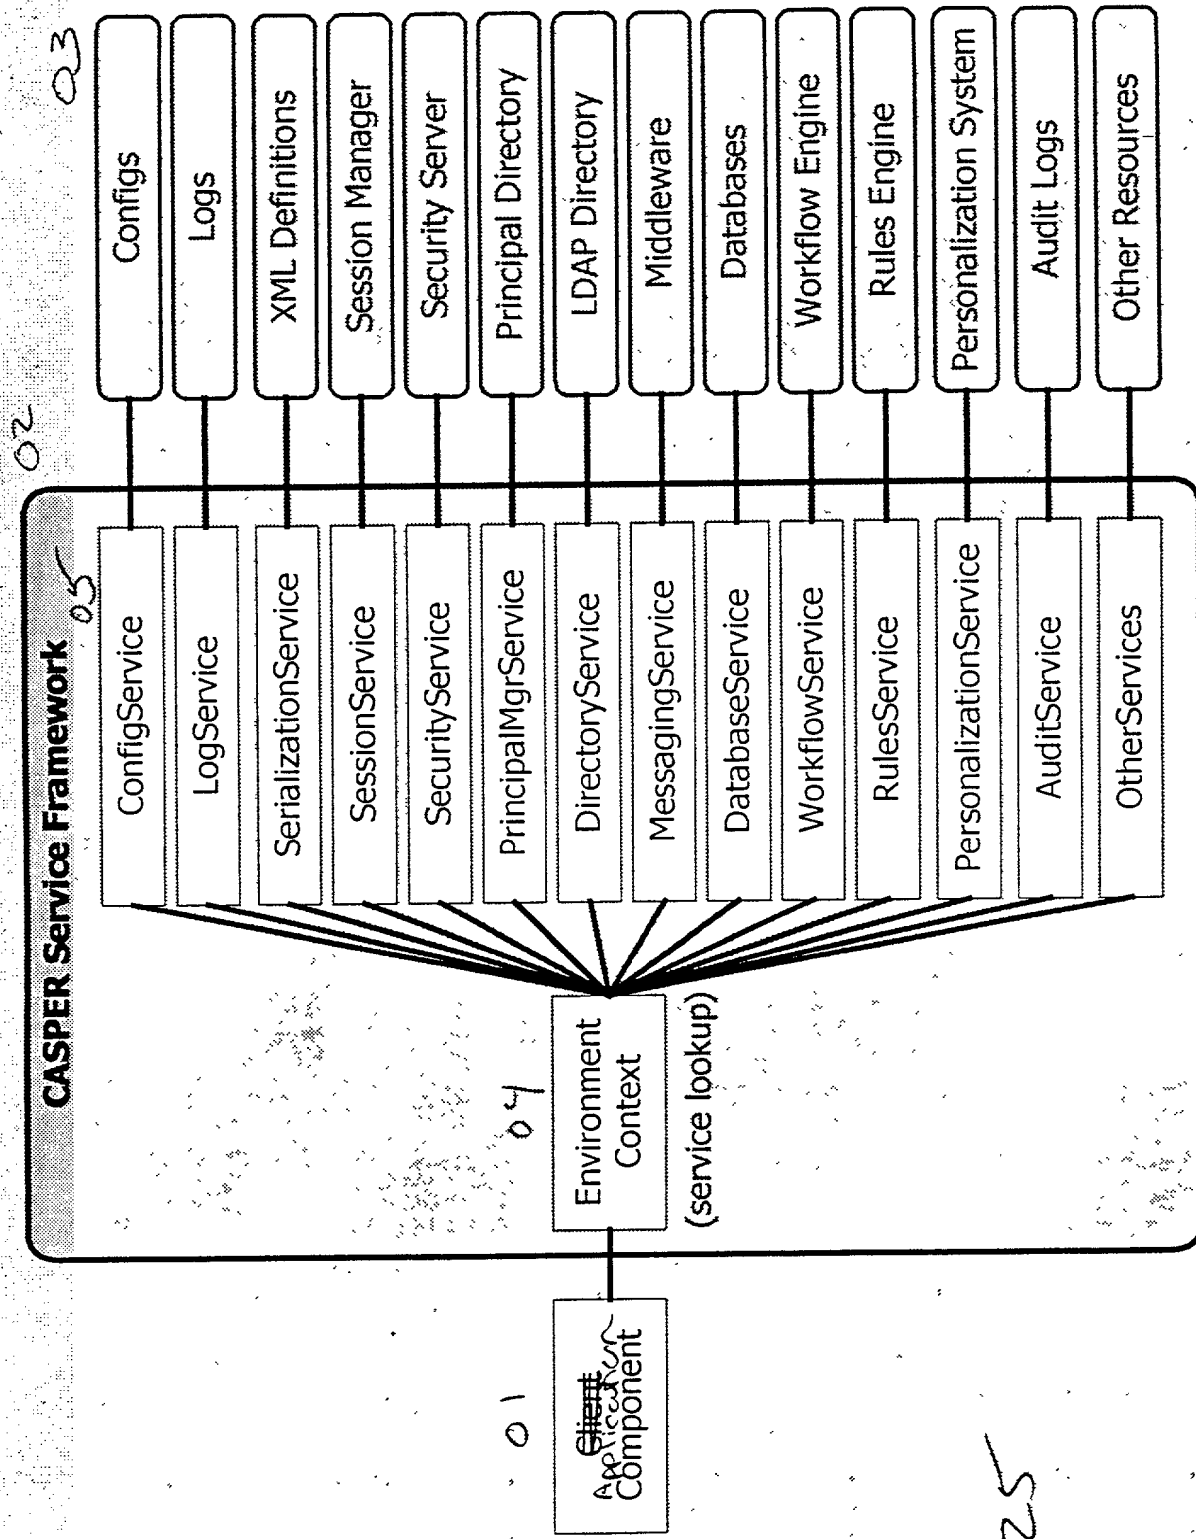 02
03
CASPER Service Framework
05
ConfigService
Configs
LogService
Logs
SerializationService
XML Definitions
SessionService
Session Manager
SecurityService
Security Server
PrincipalMgrService
Principal Directory
01
Client
Application
Component
04
Environment
Context
(service lookup)
DirectoryService
LDAP Directory
MessagingService
Middleware
DatabaseService
Databases
WorkflowService
Workflow Engine
RulesService
Rules Engine
PersonalizationService
Personalization System
AuditService
Audit Logs
OtherServices
Other Resources
25